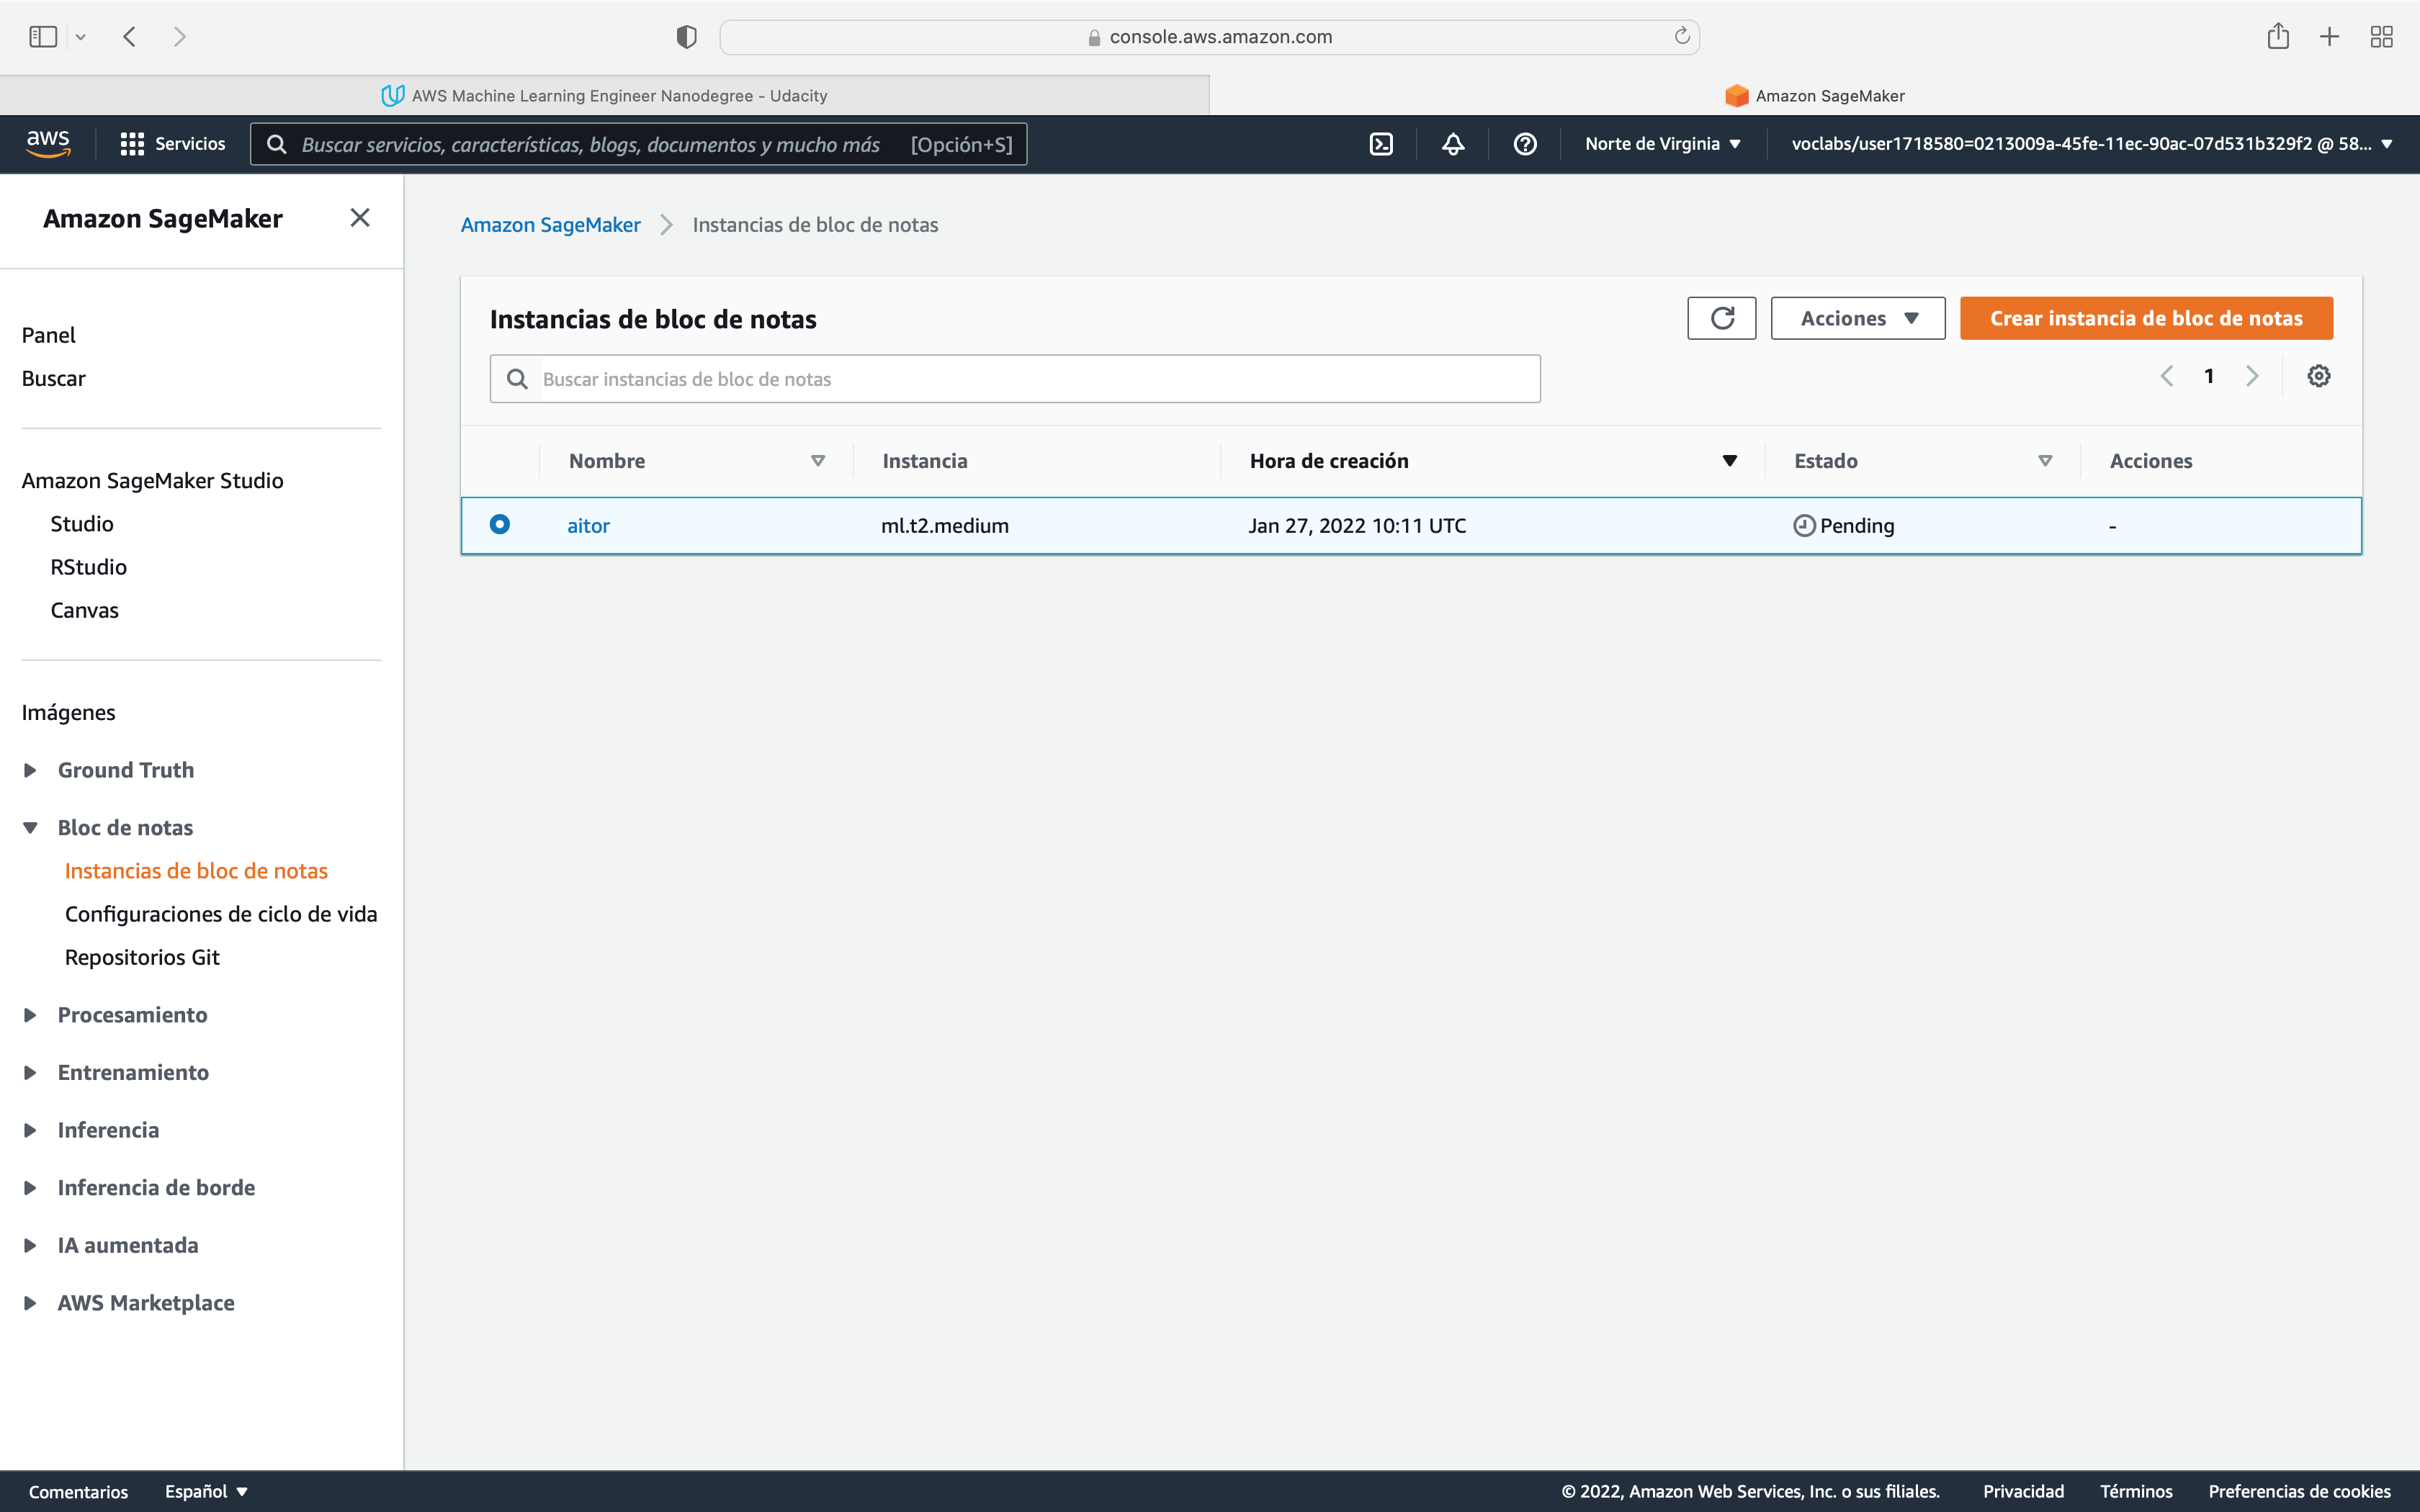 console.aws.amazon.com
AWS Machine Learning Engineer Nanodegree - Udacity
Amazon SageMaker
aws
Servicios
Buscar servicios, características, blogs, documentos y mucho más [Opción+S]
Norte de Virginia
voclabs/user1718580=0213009a-45fe-11ec-90ac-07d531b329f2 @ 58...
Amazon SageMaker
Panel
Buscar
Amazon SageMaker Studio
Studio
RStudio
Canvas
Imágenes
Ground Truth
Bloc de notas
Instancias de bloc de notas
Configuraciones de ciclo de vida
Repositorios Git
Procesamiento
Entrenamiento
Inferencia
Inferencia de borde
IA aumentada
AWS Marketplace
Amazon SageMaker > Instancias de bloc de notas
Instancias de bloc de notas
Acciones
Crear instancia de bloc de notas
Buscar instancias de bloc de notas
1
Nombre Instancia Hora de creación Estado Acciones
aitor ml.t2.medium Jan 27, 2022 10:11 UTC Pending -
Comentarios Español © 2022, Amazon Web Services, Inc. o sus filiales. Privacidad Términos Preferencias de cookies